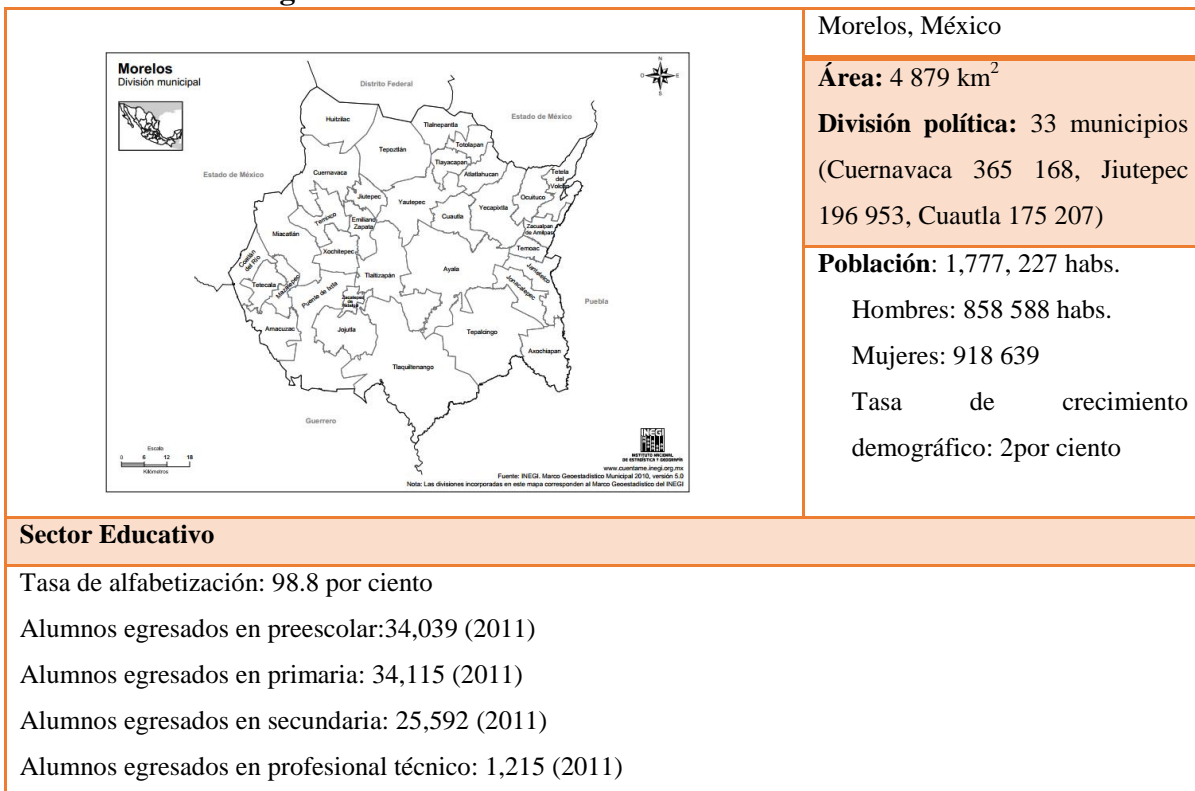 Morelos
División municipal
Distrito Federal
N
O
E
S
Estado de México
Estado de México
Huitzilac
Tlalnepantla
Tepoztlán
Totolapan
Tlayacapan
Atlatlahucan
Cuernavaca
Tetela
del
Volcán
Jiutepec
Yautepec
Yecapixtla
Ocuituco
Temixco
Emiliano
Zapata
Cuautla
Zacualpan
de Amilpas
Miacatlán
Temoac
Xochitepec
Coatlán
del Río
Tlaltizapán
Ayala
Jantetelco
Jonacatepec
Tetecala
Mazatepec
Puente de Ixtla
Zacatepec
de
Hidalgo
Puebla
Amacuzac
Jojutla
Tepalcingo
Axochiapan
Tlaquiltenango
Guerrero
Escala
0 6 12 18
Kilómetros
INEGI
INSTITUTO NACIONAL
DE ESTADÍSTICA Y GEOGRAFÍA
www.cuentame.inegi.org.mx
Fuente: INEGI. Marco Geoestadístico Municipal 2010, versión 5.0
Nota: Las divisiones incorporadas en este mapa corresponden al Marco Geoestadístico del INEGI
Morelos, México
Área: 4 879 km2
División política: 33 municipios
(Cuernavaca 365 168, Jiutepec
196 953, Cuautla 175 207)
Población: 1,777, 227 habs.
Hombres: 858 588 habs.
Mujeres: 918 639
Tasa de crecimiento
demográfico: 2por ciento
Sector Educativo
Tasa de alfabetización: 98.8 por ciento
Alumnos egresados en preescolar:34,039 (2011)
Alumnos egresados en primaria: 34,115 (2011)
Alumnos egresados en secundaria: 25,592 (2011)
Alumnos egresados en profesional técnico: 1,215 (2011)